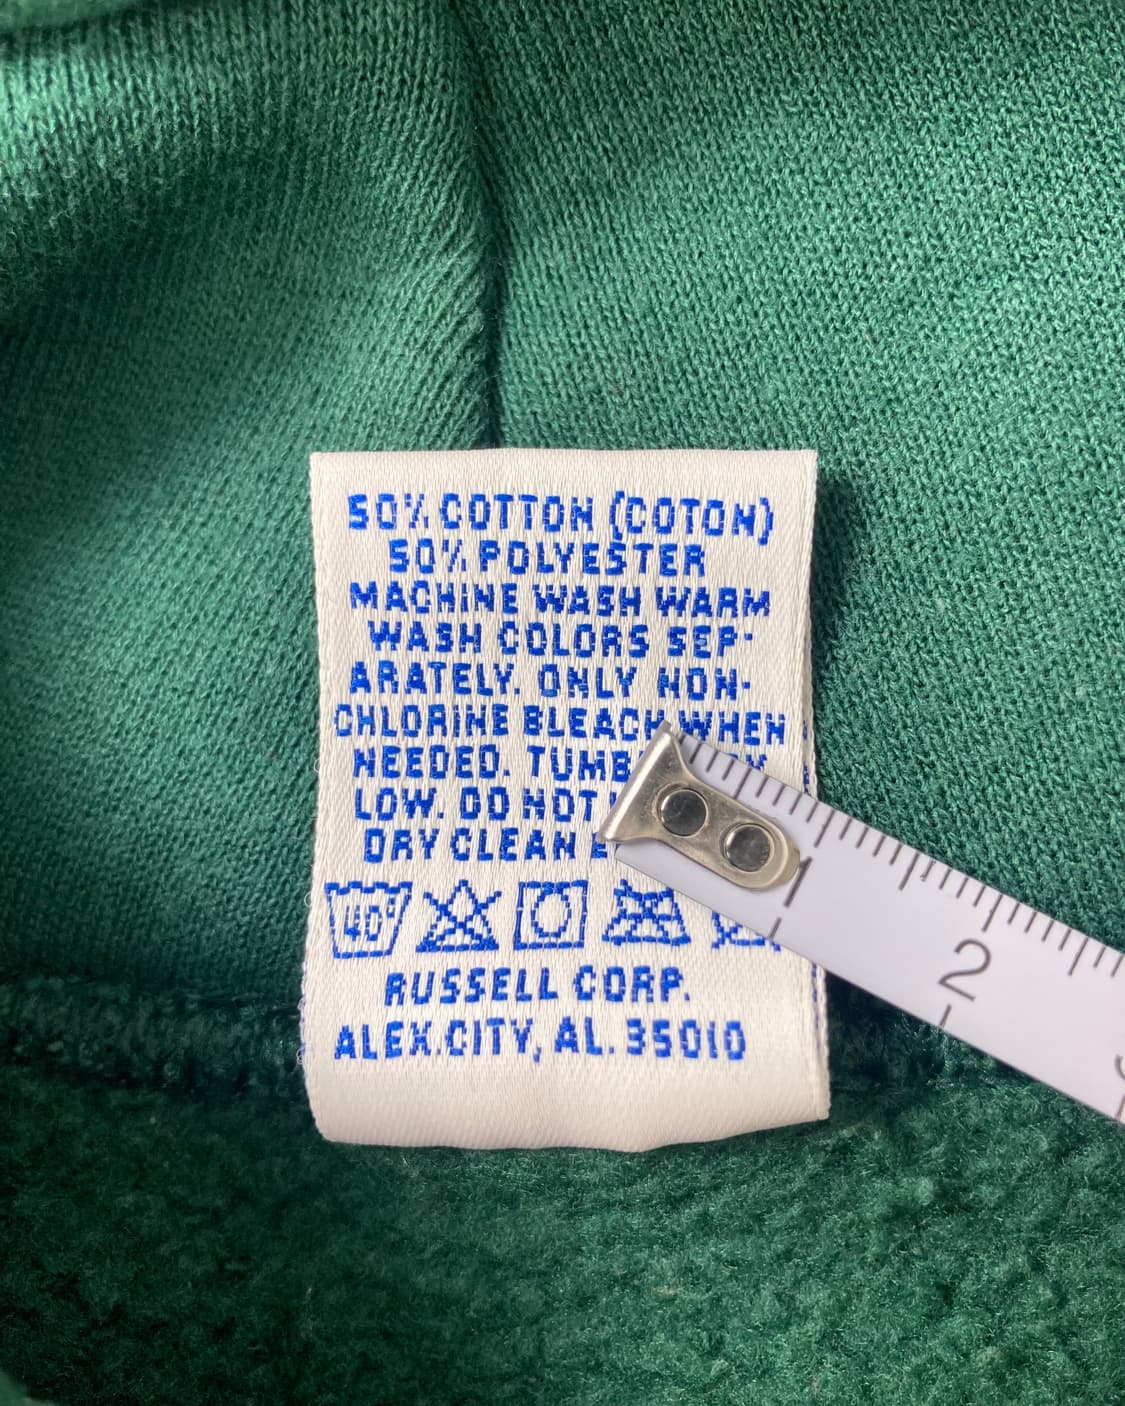 50% COTTON (COTON)
50% POLYESTER
MACHINE WASH WARM
WASH COLORS SEP-
ARATELY. ONLY NON-
CHLORINE BLEACH WHEN
NEEDED.
LOW. DO NOT
DRY CLEAN
40°
RUSSELL CORP.
ALEX.CITY, AL. 35010
1
2